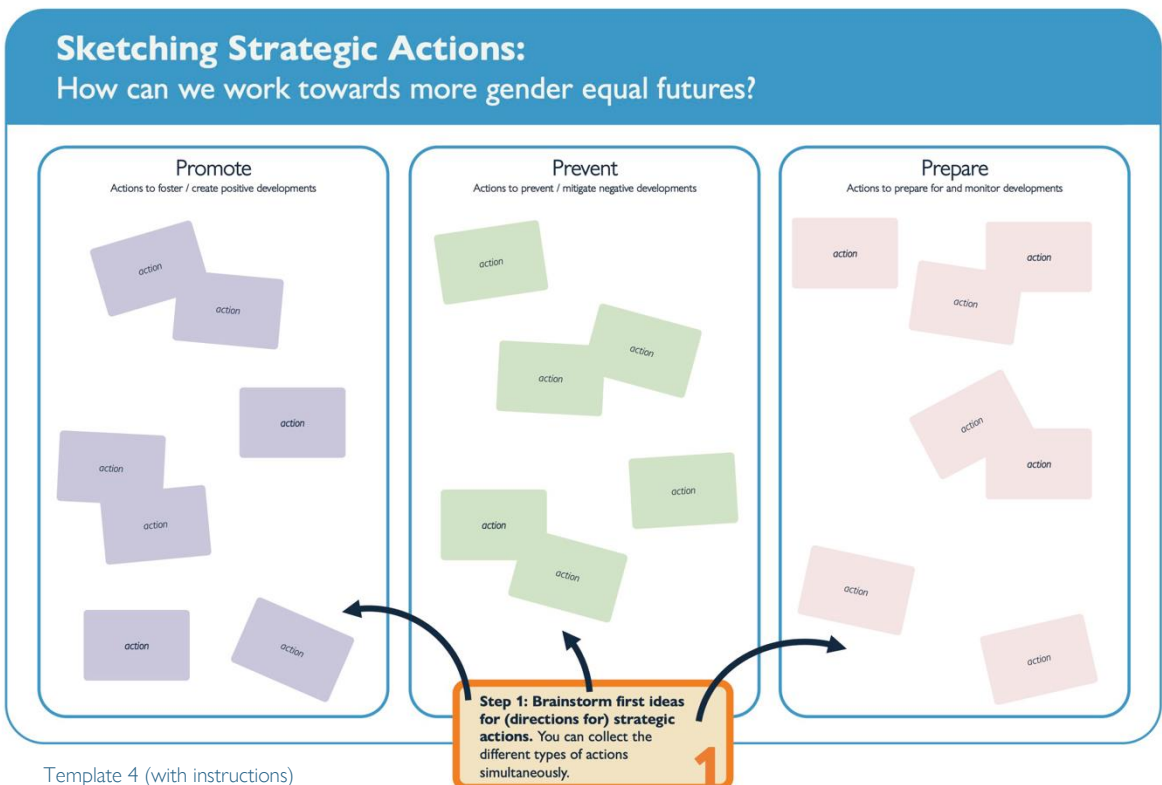 Sketching Strategic Actions:
How can we work towards more gender equal futures?
Promote
Actions to foster / create positive developments
action
action
action
action
action
action
action
Prevent
Actions to prevent / mitigate negative developments
action
action
action
action
action
action
Prepare
Actions to prepare for and monitor developments
action
action
action
action
action
action
action
Step 1: Brainstorm first ideas
for (directions for) strategic
actions. You can collect the
different types of actions
simultaneously.
1
Template 4 (with instructions)